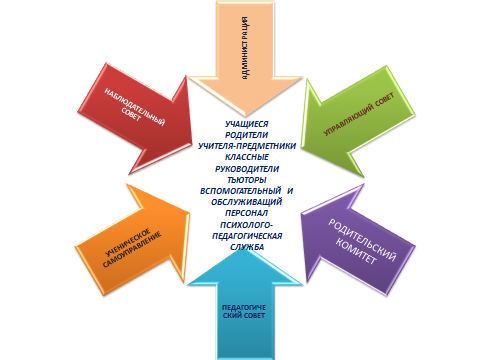 АДМИНИСТРАЦИЯ
НАБЛЮДАТЕЛЬНЫЙ
СОВЕТ
УПРАВЛЯЮЩИЙ СОВЕТ
УЧАЩИЕСЯ
РОДИТЕЛИ
УЧИТЕЛЯ-ПРЕДМЕТНИКИ
КЛАССНЫЕ
РУКОВОДИТЕЛИ
ТЬЮТОРЫ
ВСПОМОГАТЕЛЬНЫЙ И
ОБСЛУЖИВАЩИЙ
ПЕРСОНАЛ
ПСИХОЛОГО-
ПЕДАГОГИЧЕСКАЯ
СЛУЖБА
УЧЕНИЧЕСКОЕ
САМОУПРАВЛЕНИЕ
РОДИТЕЛЬСКИЙ
КОМИТЕТ
ПЕДАГОГИЧЕ
СКИЙ СОВЕТ